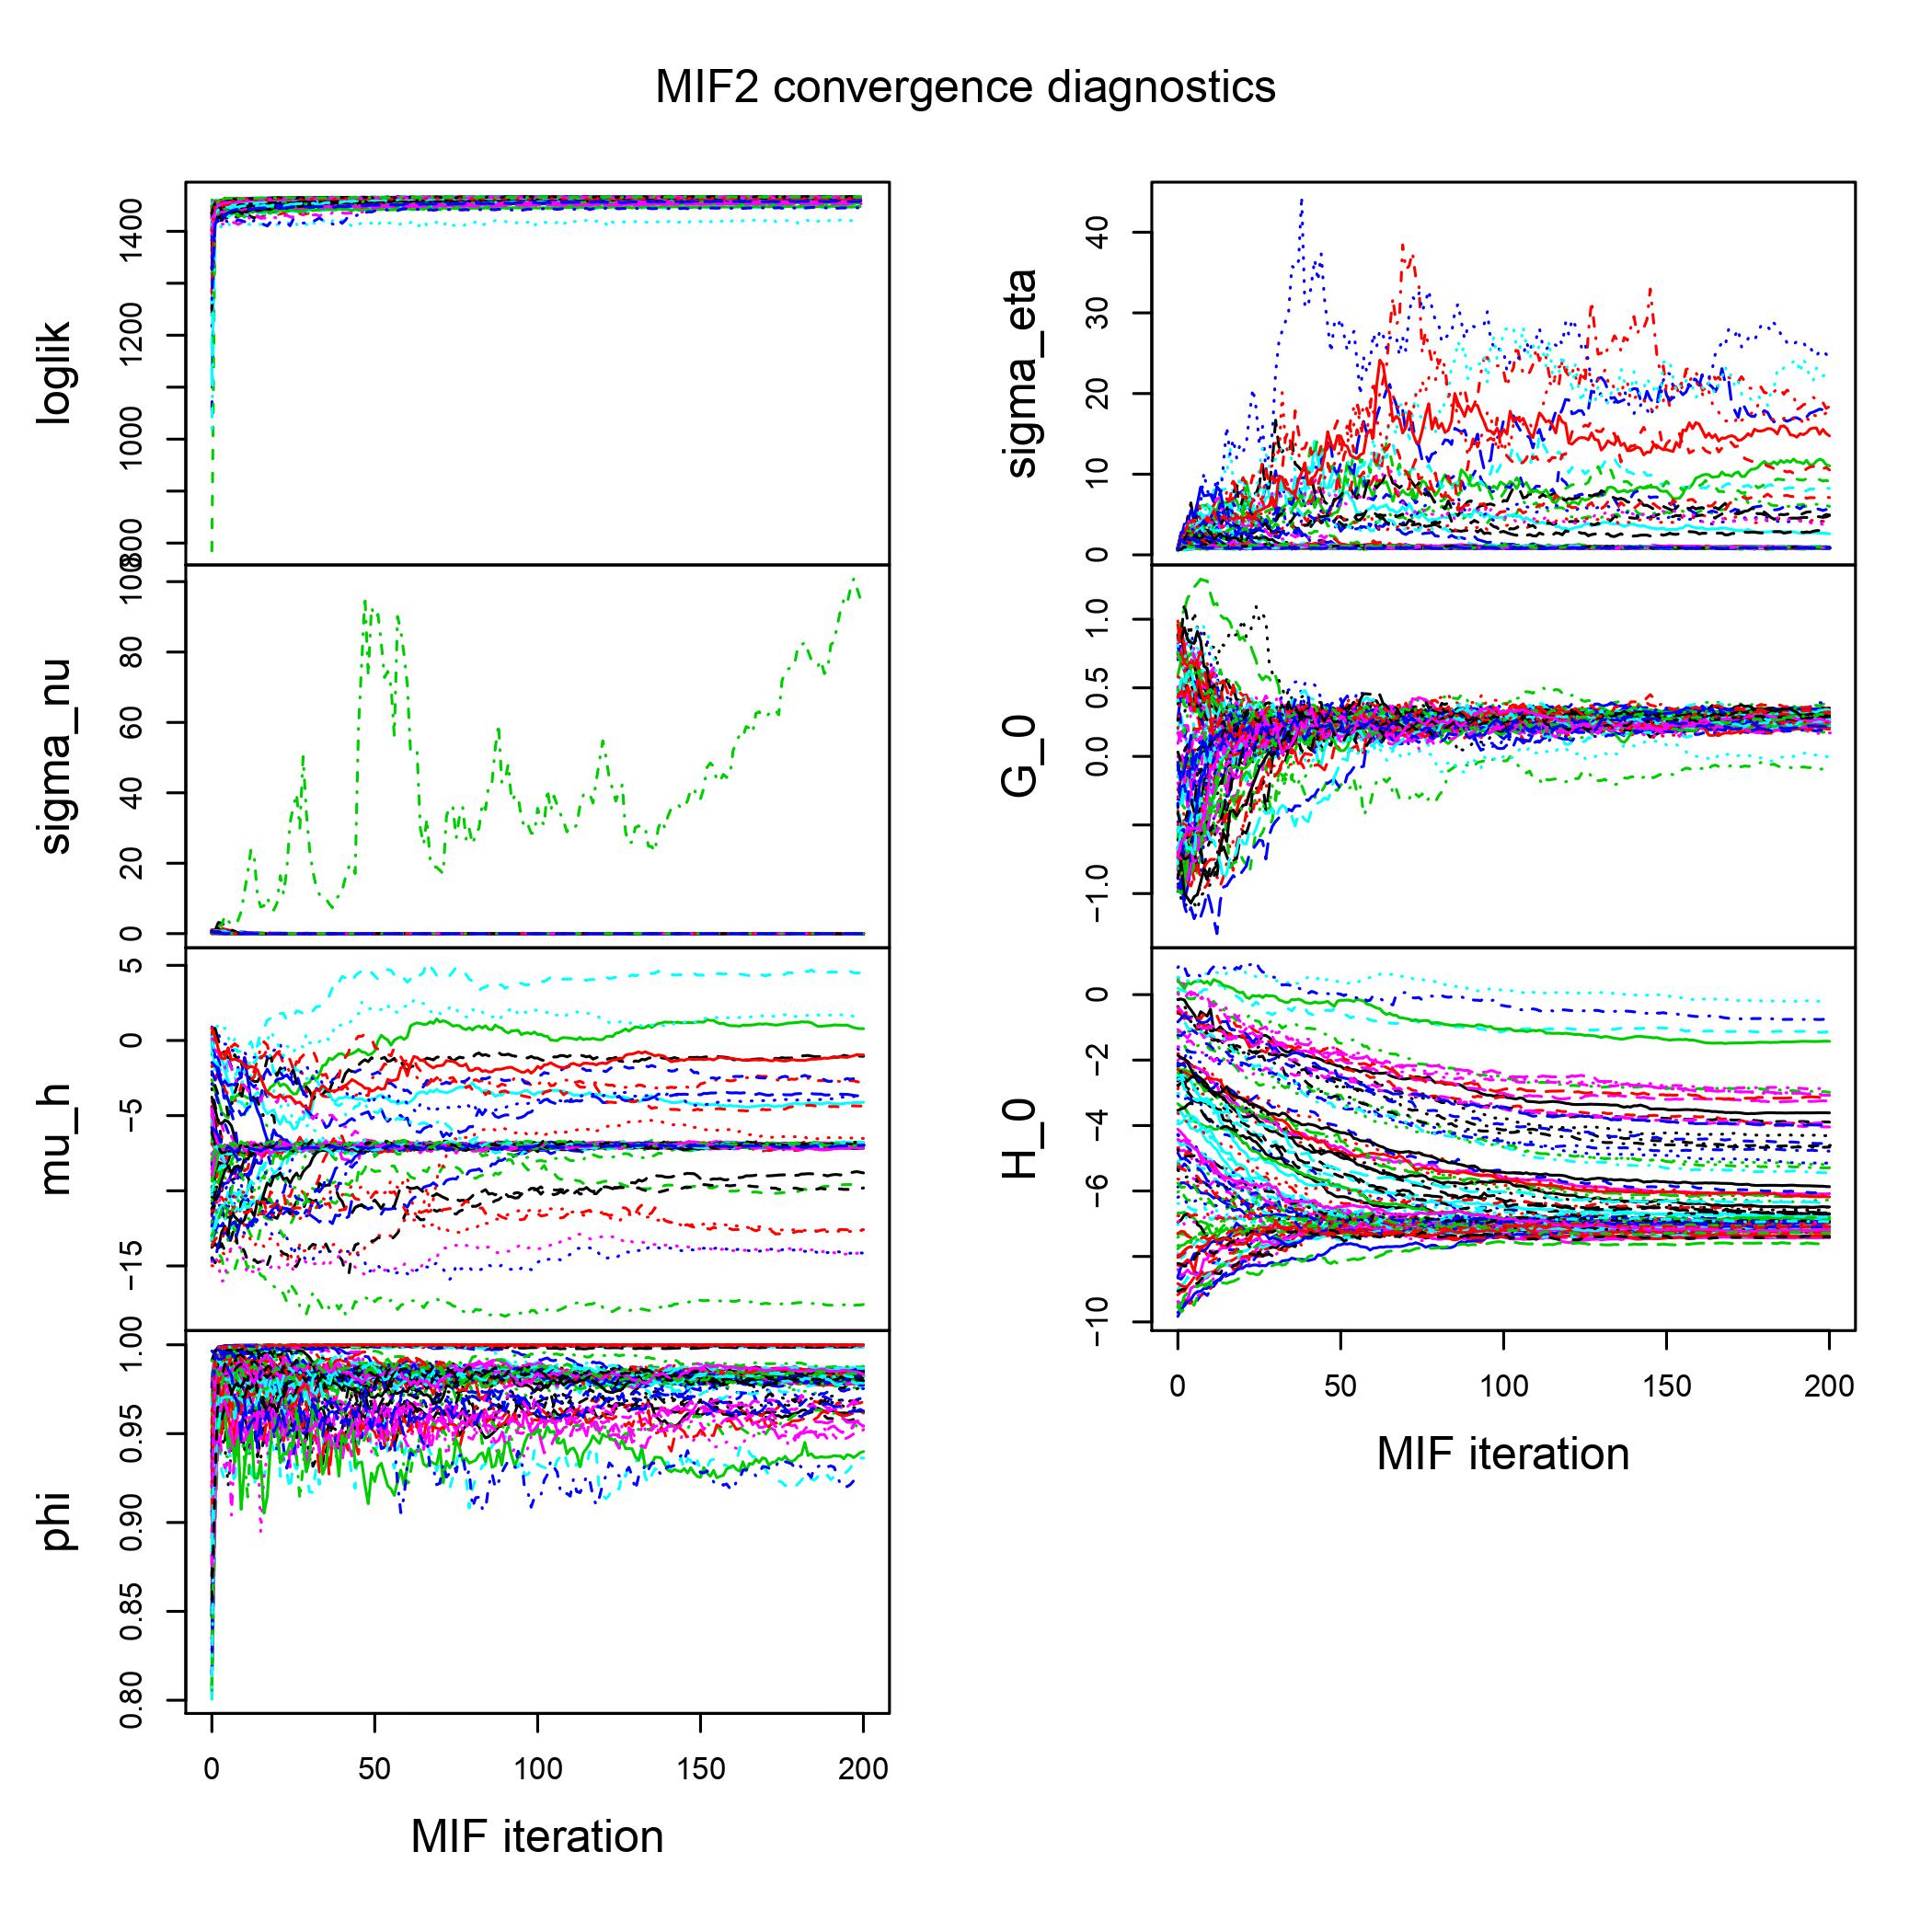 MIF2 convergence diagnostics
loglik
800 1000 1200 1400
sigma_nu
0 20 40 60 80 100
mu_h
−15 −5 0 5
phi
0.80 0.85 0.90 0.95 1.00
0 50 100 150 200
MIF iteration
sigma_eta
0 10 20 30 40
G_0
−1.0 0.0 0.5 1.0
H_0
−10 −6 −4 −2 0
0 50 100 150 200
MIF iteration